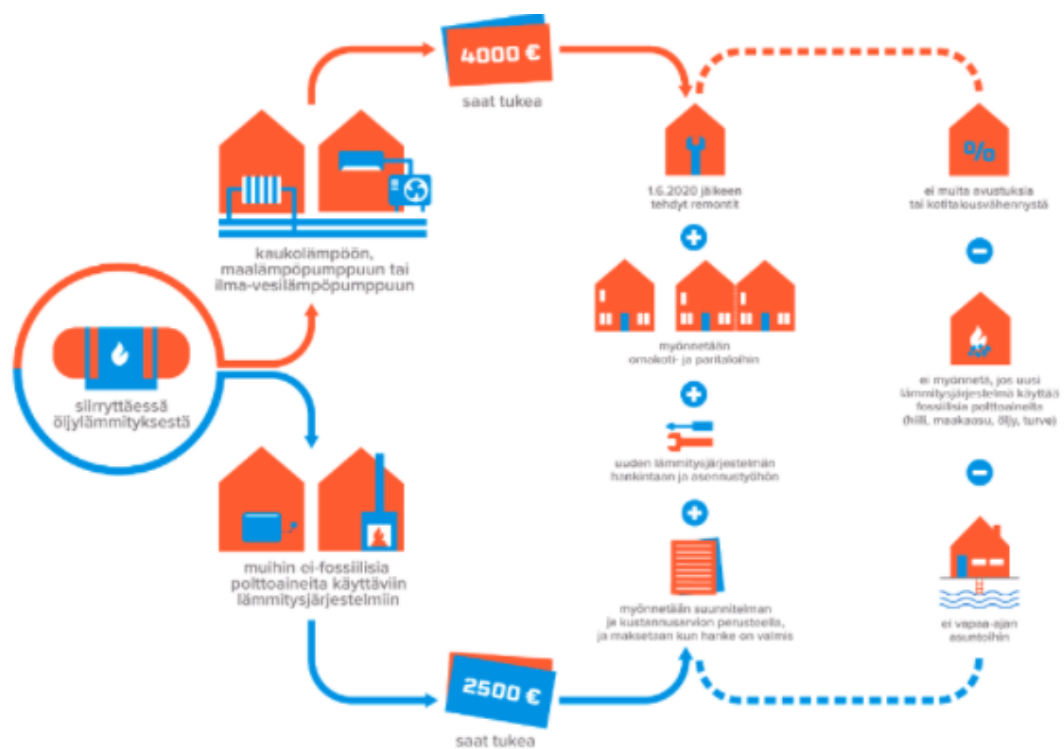 siirryttäessä
öljylämmityksestä
kaukolämpöön,
maalämpöpumppuun tai
ilma-vesilämpöpumppuun
4000 €
saat tukea
muihin ei-fossiilisia
polttoaineita käyttäviin
lämmitysjärjestelmiin
2500 €
saat tukea
1.6.2020 jälkeen
tehdyt remontit
myönnetään
omakoti- ja paritaloihin
uuden lämmitysjärjestelmän
hankintaan ja asennustyöhön
myönnetään suunnitelman
ja kustannusarvion perusteella,
ja maksetaan kun hanke on valmis
%
ei muita avustuksia
tai kotitalousvähennystä
ei myönnetä, jos uusi
lämmitysjärjestelmä käyttää
fossiilisia polttoaineita
(hiili, maakaasu, öljy, turve)
ei vapaa-ajan
asuntoihin